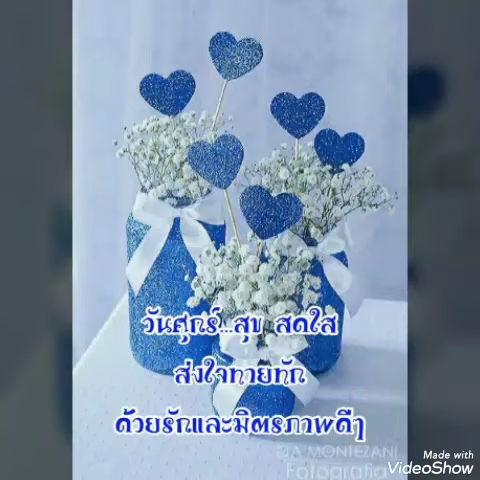 วันศุกร์...สุข สดใส
ส่งใจทายทัก
ด้วยรักและมิตรภาพดีๆ
MONTEZANI
Fotografia
Made with
VideoShow